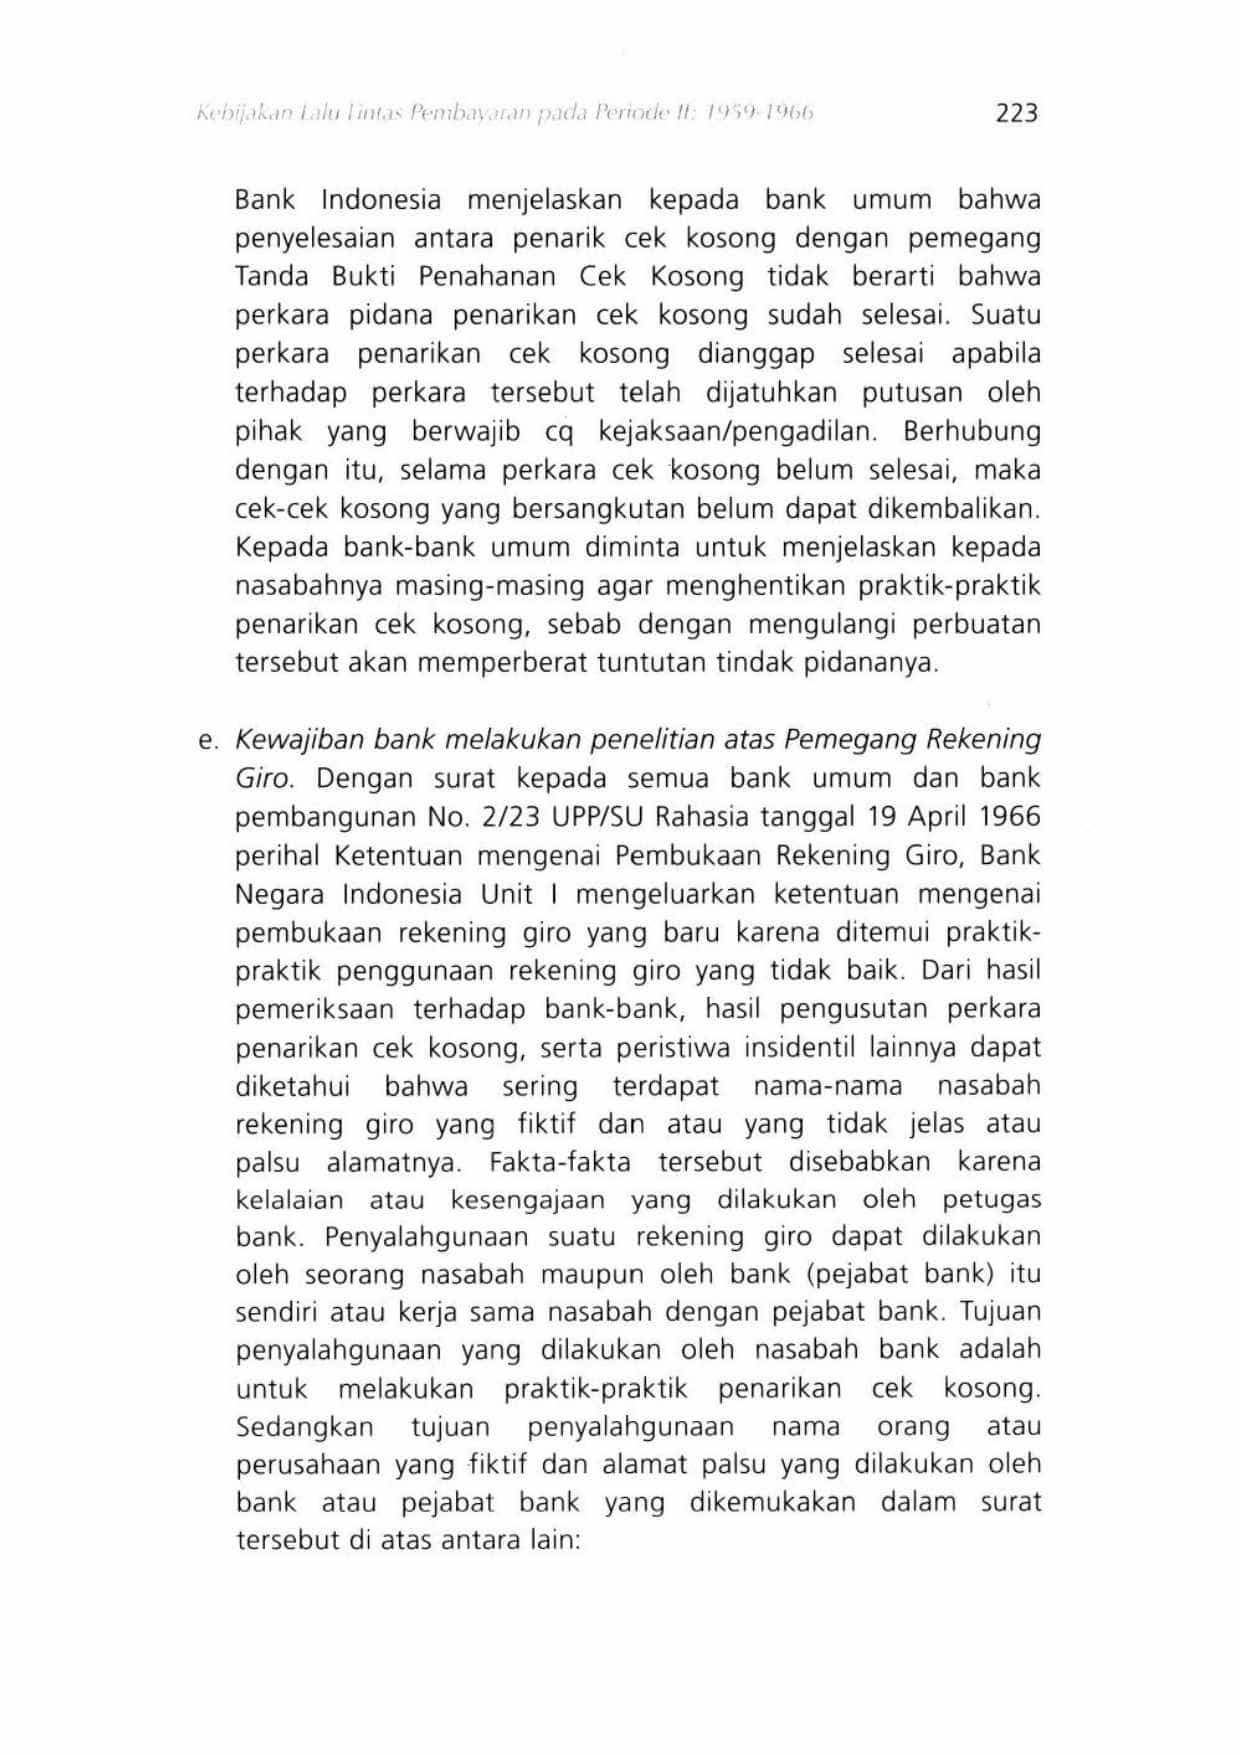 Kebijakan Lalu Lintas Pembayaran pada Periode II: 1959-1966 223
Bank Indonesia menjelaskan kepada bank umum bahwa
penyelesaian antara penarik cek kosong dengan pemegang
Tanda Bukti Penahanan Cek Kosong tidak berarti bahwa
perkara pidana penarikan cek kosong sudah selesai. Suatu
perkara penarikan cek kosong dianggap selesai apabila
terhadap perkara tersebut telah dijatuhkan putusan oleh
pihak yang berwajib cq kejaksaan/pengadilan. Berhubung
dengan itu, selama perkara cek kosong belum selesai, maka
cek-cek kosong yang bersangkutan belum dapat dikembalikan.
Kepada bank-bank umum diminta untuk menjelaskan kepada
nasabahnya masing-masing agar menghentikan praktik-praktik
penarikan cek kosong, sebab dengan mengulangi perbuatan
tersebut akan memperberat tuntutan tindak pidananya.
e. Kewajiban bank melakukan penelitian atas Pemegang Rekening
Giro. Dengan surat kepada semua bank umum dan bank
pembangunan No. 2/23 UPP/SU Rahasia tanggal 19 April 1966
perihal Ketentuan mengenai Pembukaan Rekening Giro, Bank
Negara Indonesia Unit I mengeluarkan ketentuan mengenai
pembukaan rekening giro yang baru karena ditemui praktik-
praktik penggunaan rekening giro yang tidak baik. Dari hasil
pemeriksaan terhadap bank-bank, hasil pengusutan perkara
penarikan cek kosong, serta peristiwa insidentil lainnya dapat
diketahui bahwa sering terdapat nama-nama nasabah
rekening giro yang fiktif dan atau yang tidak jelas atau
palsu alamatnya. Fakta-fakta tersebut disebabkan karena
kelalaian atau kesengajaan yang dilakukan oleh petugas
bank. Penyalahgunaan suatu rekening giro dapat dilakukan
oleh seorang nasabah maupun oleh bank (pejabat bank) itu
sendiri atau kerja sama nasabah dengan pejabat bank. Tujuan
penyalahgunaan yang dilakukan oleh nasabah bank adalah
untuk melakukan praktik-praktik penarikan cek kosong.
Sedangkan tujuan penyalahgunaan nama orang atau
perusahaan yang fiktif dan alamat palsu yang dilakukan oleh
bank atau pejabat bank yang dikemukakan dalam surat
tersebut di atas antara lain: